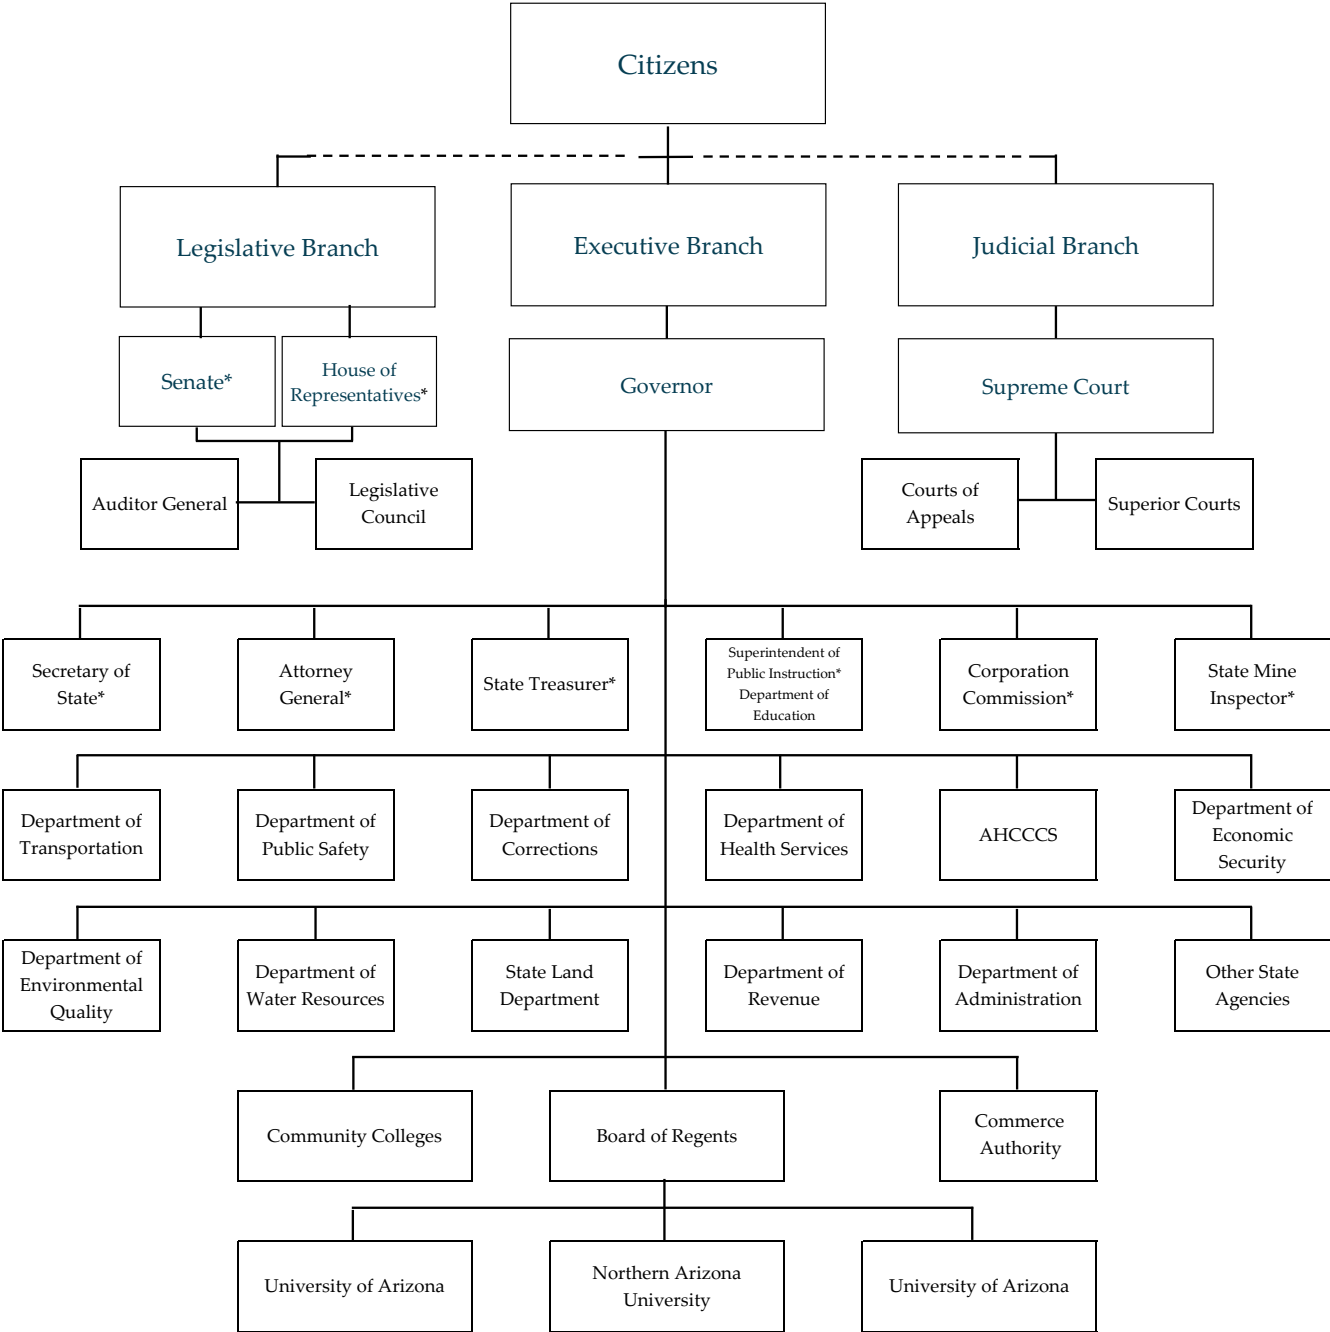 Citizens
Legislative Branch
Executive Branch
Judicial Branch
Senate*
House of
Representatives*
Governor
Supreme Court
Auditor General
Legislative
Council
Courts of
Appeals
Superior Courts
Secretary of
State*
Attorney
General*
State Treasurer*
Superintendent of
Public Instruction*
Department of
Education
Corporation
Commission*
State Mine
Inspector*
Department of
Transportation
Department of
Public Safety
Department of
Corrections
Department of
Health Services
AHCCCS
Department of
Economic
Security
Department of
Environmental
Quality
Department of
Water Resources
State Land
Department
Department of
Revenue
Department of
Administration
Other State
Agencies
Community Colleges
Board of Regents
Commerce
Authority
University of Arizona
Northern Arizona
University
University of Arizona